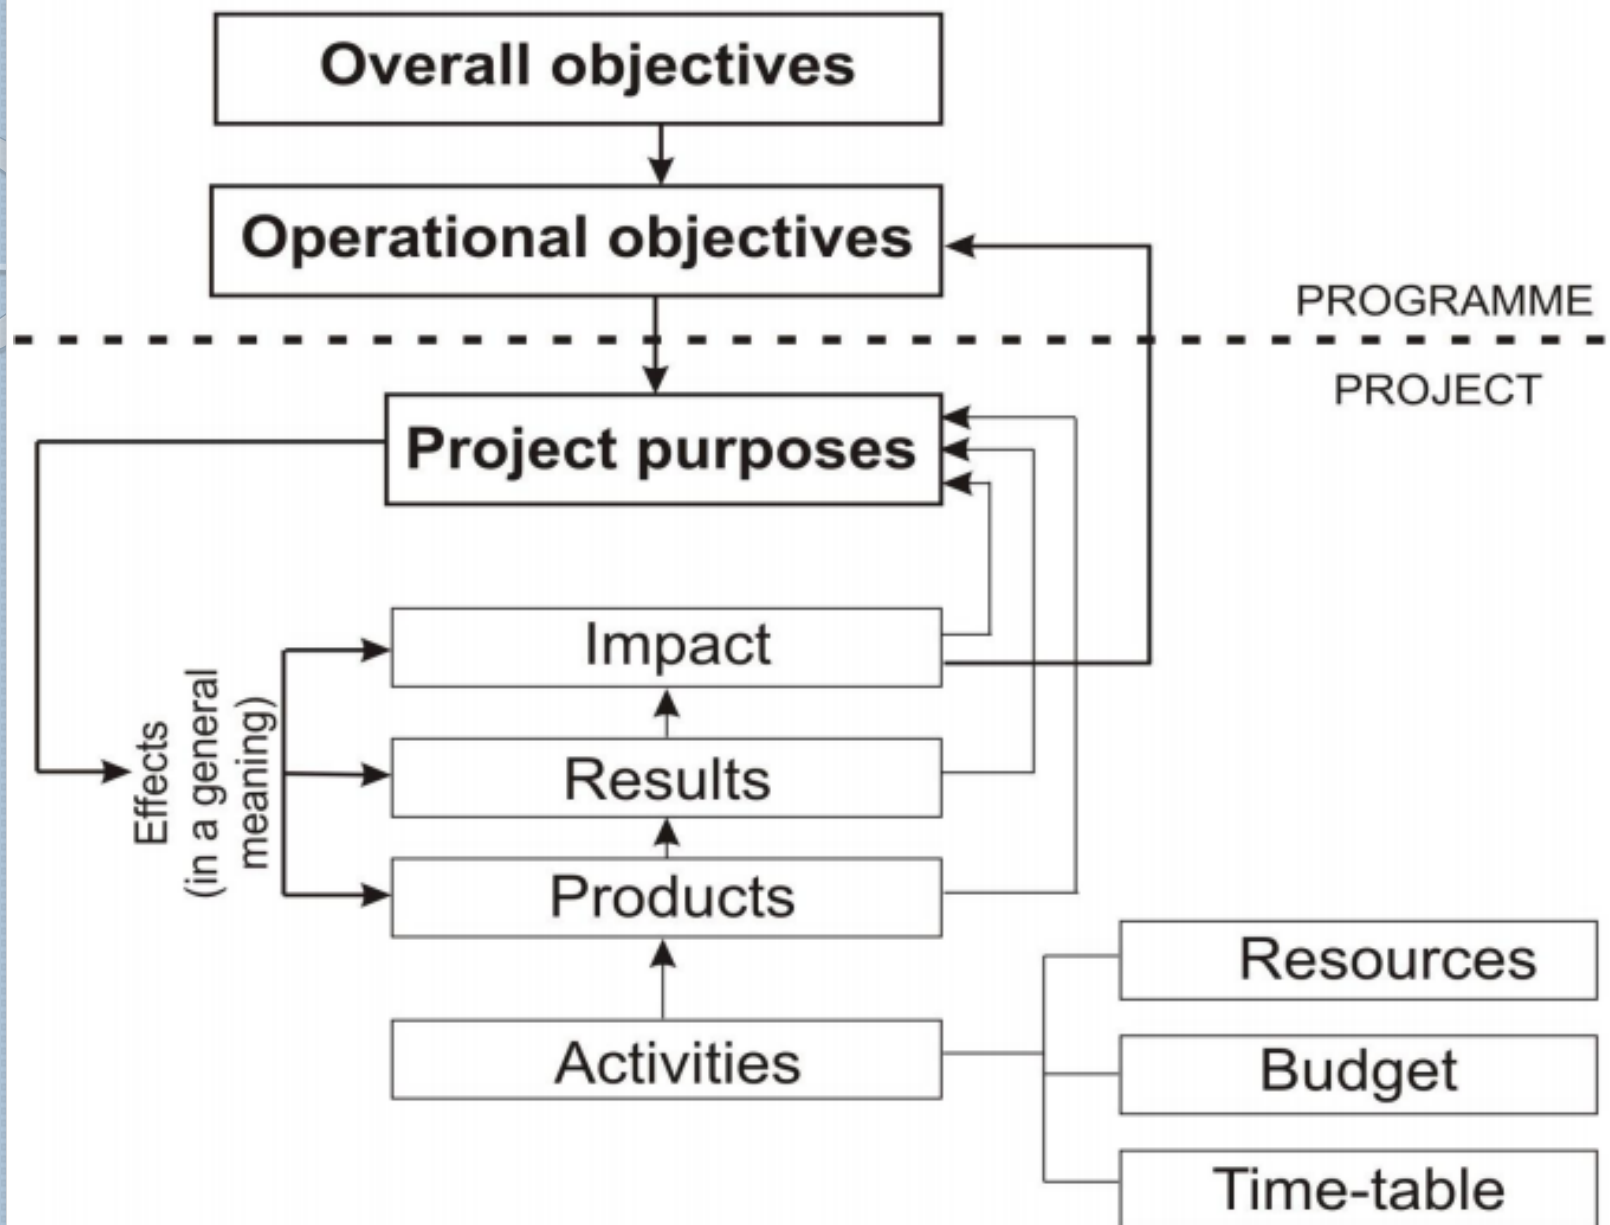 Overall objectives
Operational objectives
PROGRAMME
PROJECT
Project purposes
Impact
Effects
(in a general
meaning)
Results
Products
Resources
Activities
Budget
Time-table